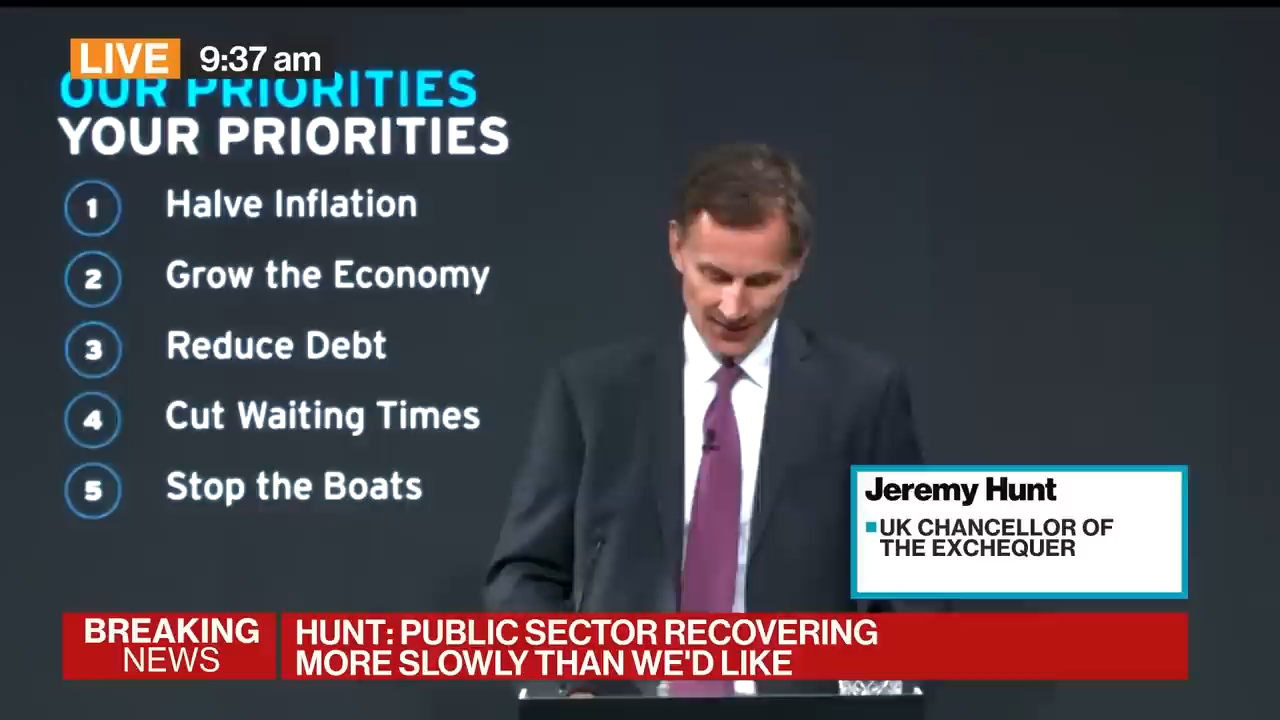 LIVE 9:37 am
OUR PRIORITIES
YOUR PRIORITIES
1 Halve Inflation
2 Grow the Economy
3 Reduce Debt
4 Cut Waiting Times
5 Stop the Boats
Jeremy Hunt
UK CHANCELLOR OF
THE EXCHEQUER
BREAKING
NEWS
HUNT: PUBLIC SECTOR RECOVERING
MORE SLOWLY THAN WE'D LIKE